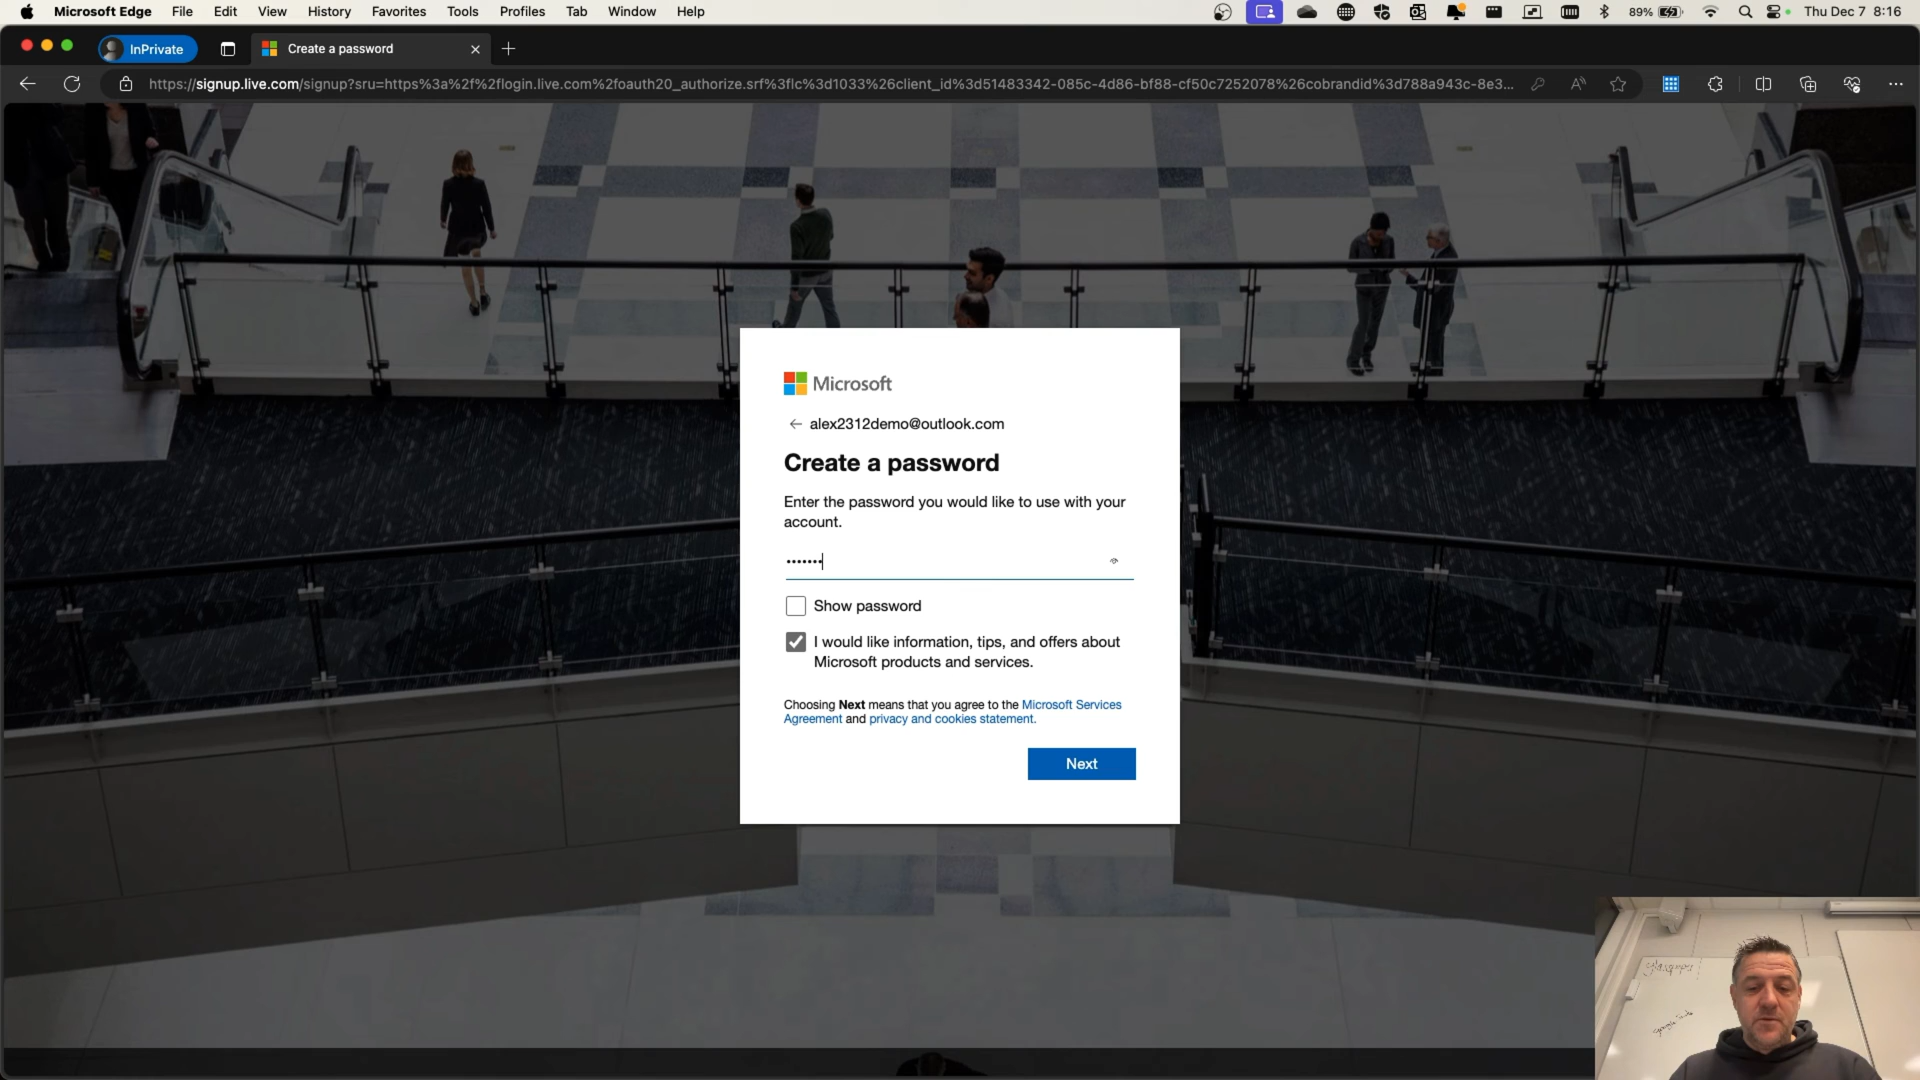 Microsoft Edge File Edit View History Favorites Tools Profiles Tab Window Help 89% Thu Dec 7 8:16
InPrivate Create a password
https://signup.live.com/signup?sru=https%3a%2f%2flogin.live.com%2foauth20_authorize.srf%3flc%3d1033%26client_id%3d51483342-085c-4d86-bf88-cf50c7252078%26cobrandid%3d788a943c-8e3...
Microsoft
alex2312demo@outlook.com
Create a password
Enter the password you would like to use with your
account.
•••••••
Show password
I would like information, tips, and offers about
Microsoft products and services.
Choosing Next means that you agree to the Microsoft Services
Agreement and privacy and cookies statement.
Next